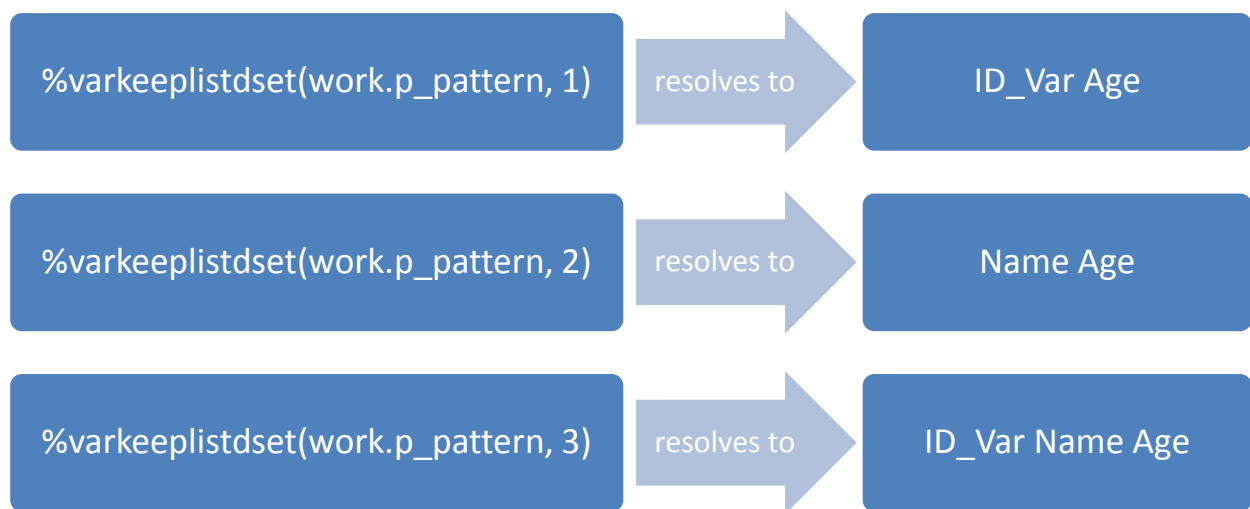 %varkeeplistdset(work.p_pattern, 1)
resolves to
ID_Var Age
%varkeeplistdset(work.p_pattern, 2)
resolves to
Name Age
%varkeeplistdset(work.p_pattern, 3)
resolves to
ID_Var Name Age